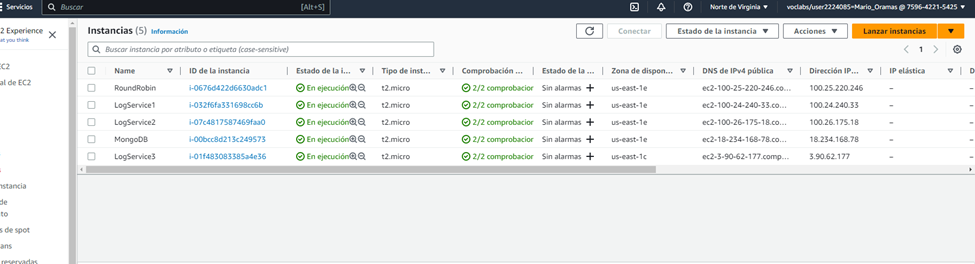 Servicios Buscar [Alt+S] Norte de Virginia voclabs/user2224085=Mario_Oramas @ 7596-4221-5425
2 Experience
at you think
EC2
al de EC2
nstancia
de
to
s de spot
ans
reservadas
Instancias (5) Información Conectar Estado de la instancia Acciones Lanzar instancias
Buscar instancia por atributo o etiqueta (case-sensitive) 1
Name ID de la instancia Estado de la i... Tipo de inst... Comprobación ... Estado de la ... Zona de dispon... DNS de IPv4 pública Dirección IP... IP elástica D
RoundRobin i-0676d422d6630adc1 En ejecución t2.micro 2/2 comprobacior Sin alarmas + us-east-1e ec2-100-25-220-246.co... 100.25.220.246 –
LogService1 i-032f6fa331698cc6b En ejecución t2.micro 2/2 comprobacior Sin alarmas + us-east-1e ec2-100-24-240-33.co... 100.24.240.33 –
LogService2 i-07c4817587469faa0 En ejecución t2.micro 2/2 comprobacior Sin alarmas + us-east-1e ec2-100-26-175-18.co... 100.26.175.18 –
MongoDB i-00bcc8d213c249573 En ejecución t2.micro 2/2 comprobacior Sin alarmas + us-east-1e ec2-18-234-168-78.co... 18.234.168.78 –
LogService3 i-01f483083385a4e36 En ejecución t2.micro 2/2 comprobacior Sin alarmas + us-east-1c ec2-3-90-62-177.comp... 3.90.62.177 –